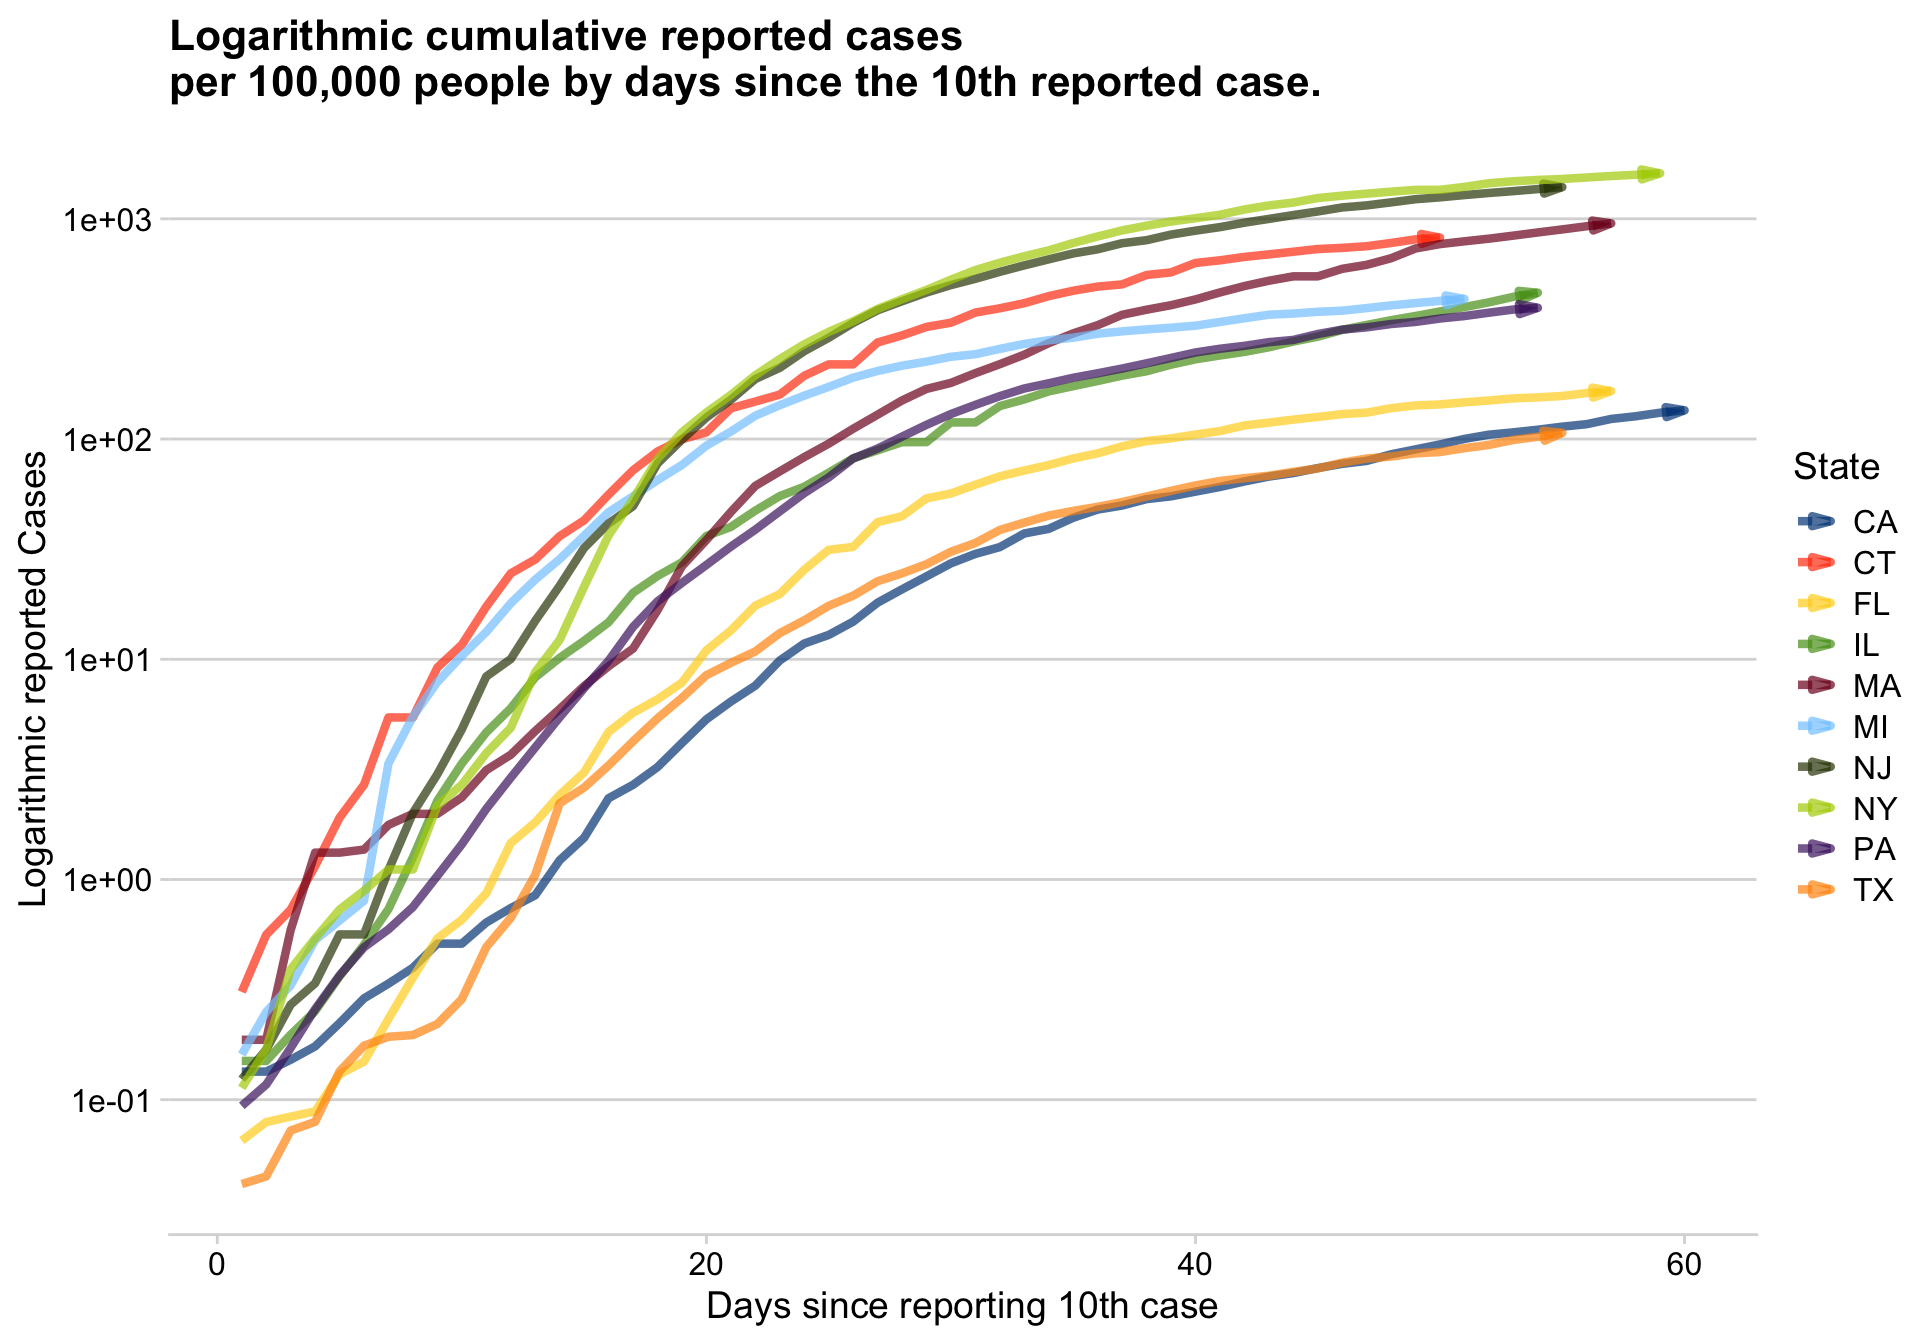 Logarithmic cumulative reported cases
per 100,000 people by days since the 10th reported case.
Logarithmic reported Cases
1e+03
1e+02
1e+01
1e+00
1e-01
0
20
40
60
Days since reporting 10th case
State
CA
CT
FL
IL
MA
MI
NJ
NY
PA
TX